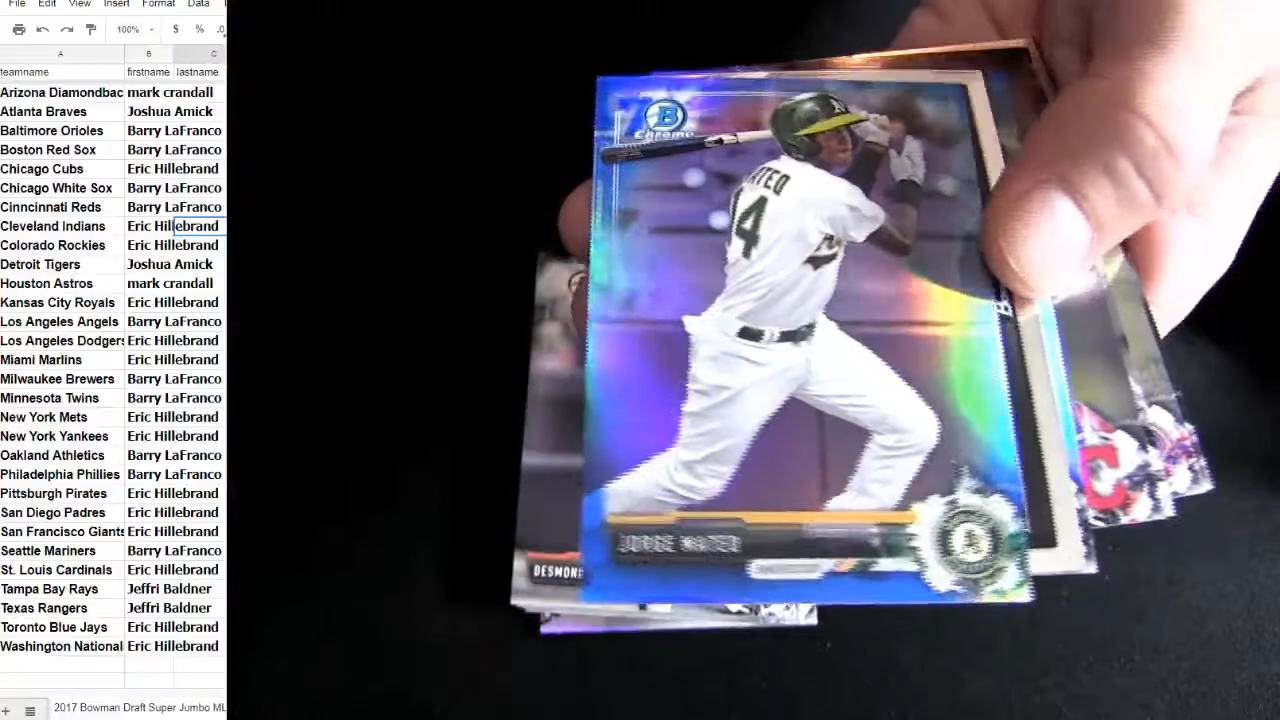 File Edit View Insert Format Data
100% $ % .0
A B C
teamname firstname lastname
Arizona Diamondbac mark crandall
Atlanta Braves Joshua Amick
Baltimore Orioles Barry LaFranco
Boston Red Sox Barry LaFranco
Chicago Cubs Eric Hillebrand
Chicago White Sox Barry LaFranco
Cinncinnati Reds Barry LaFranco
Cleveland Indians Eric Hillebrand
Colorado Rockies Eric Hillebrand
Detroit Tigers Joshua Amick
Houston Astros mark crandall
Kansas City Royals Eric Hillebrand
Los Angeles Angels Barry LaFranco
Los Angeles Dodgers Eric Hillebrand
Miami Marlins Eric Hillebrand
Milwaukee Brewers Barry LaFranco
Minnesota Twins Barry LaFranco
New York Mets Eric Hillebrand
New York Yankees Eric Hillebrand
Oakland Athletics Barry LaFranco
Philadelphia Phillies Barry LaFranco
Pittsburgh Pirates Eric Hillebrand
San Diego Padres Eric Hillebrand
San Francisco Giants Eric Hillebrand
Seattle Mariners Barry LaFranco
St. Louis Cardinals Eric Hillebrand
Tampa Bay Rays Jeffri Baldner
Texas Rangers Jeffri Baldner
Toronto Blue Jays Eric Hillebrand
Washington National Eric Hillebrand
2017 Bowman Draft Super Jumbo ML
B
Chrome
ATEO
14
JORGE MATEO
DESMON